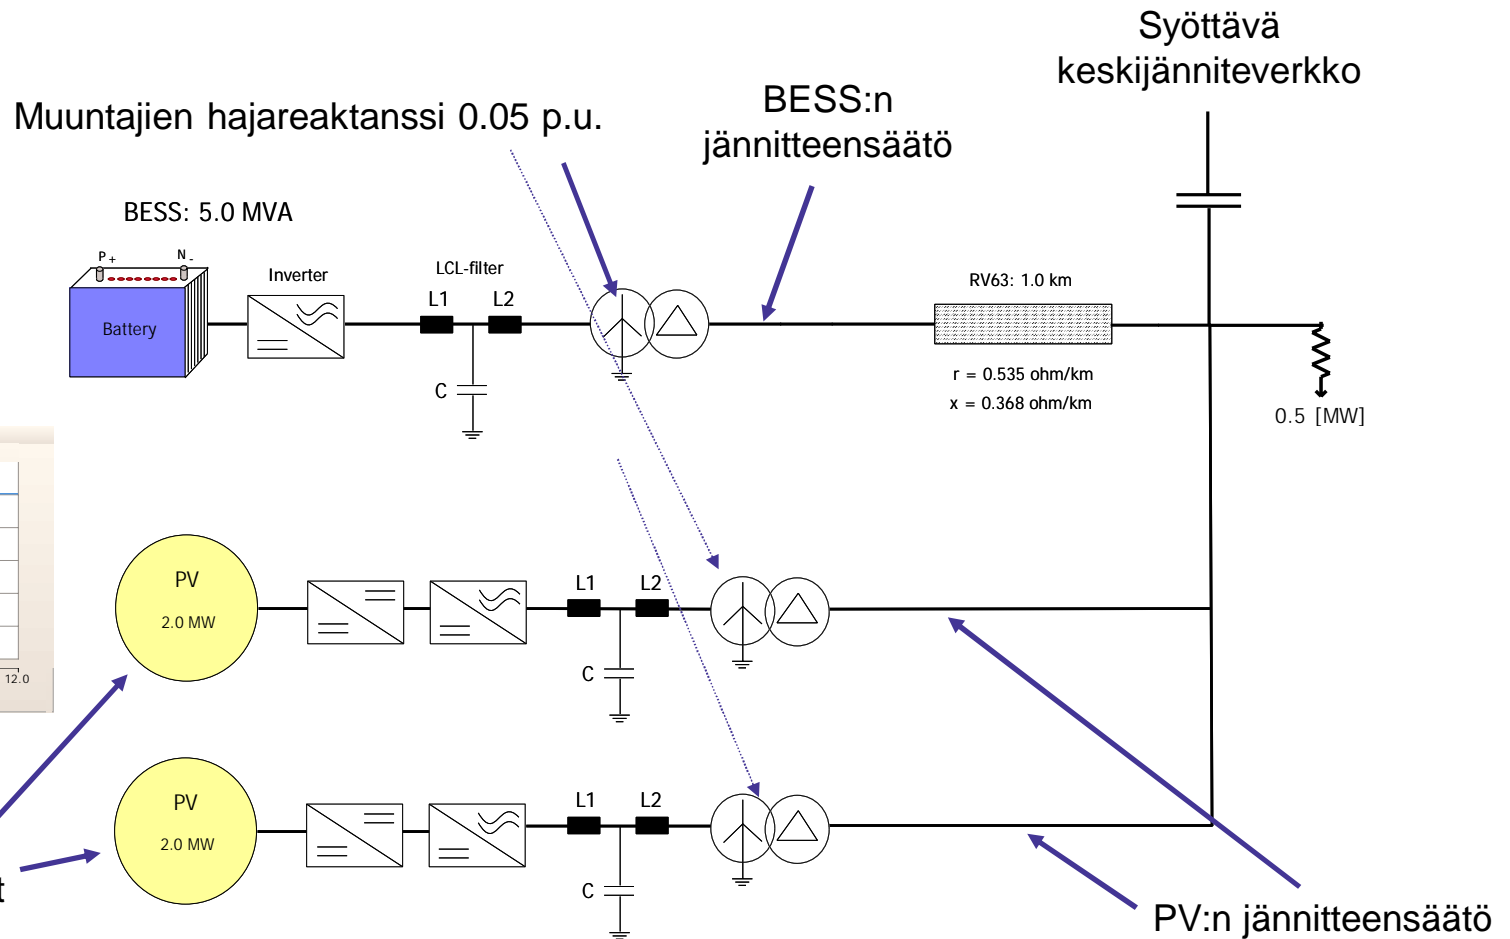 Syöttävä
keskijänniteverkko
Muuntajien hajareaktanssi 0.05 p.u.
BESS:n
jännitteensäätö
BESS: 5.0 MVA
P + N -
Battery
Inverter
LCL-filter
L1 L2
C
RV63: 1.0 km
r = 0.535 ohm/km
x = 0.368 ohm/km
0.5 [MW]
12.0
PV
2.0 MW
L1 L2
C
PV
2.0 MW
L1 L2
C
t
PV:n jännitteensäätö